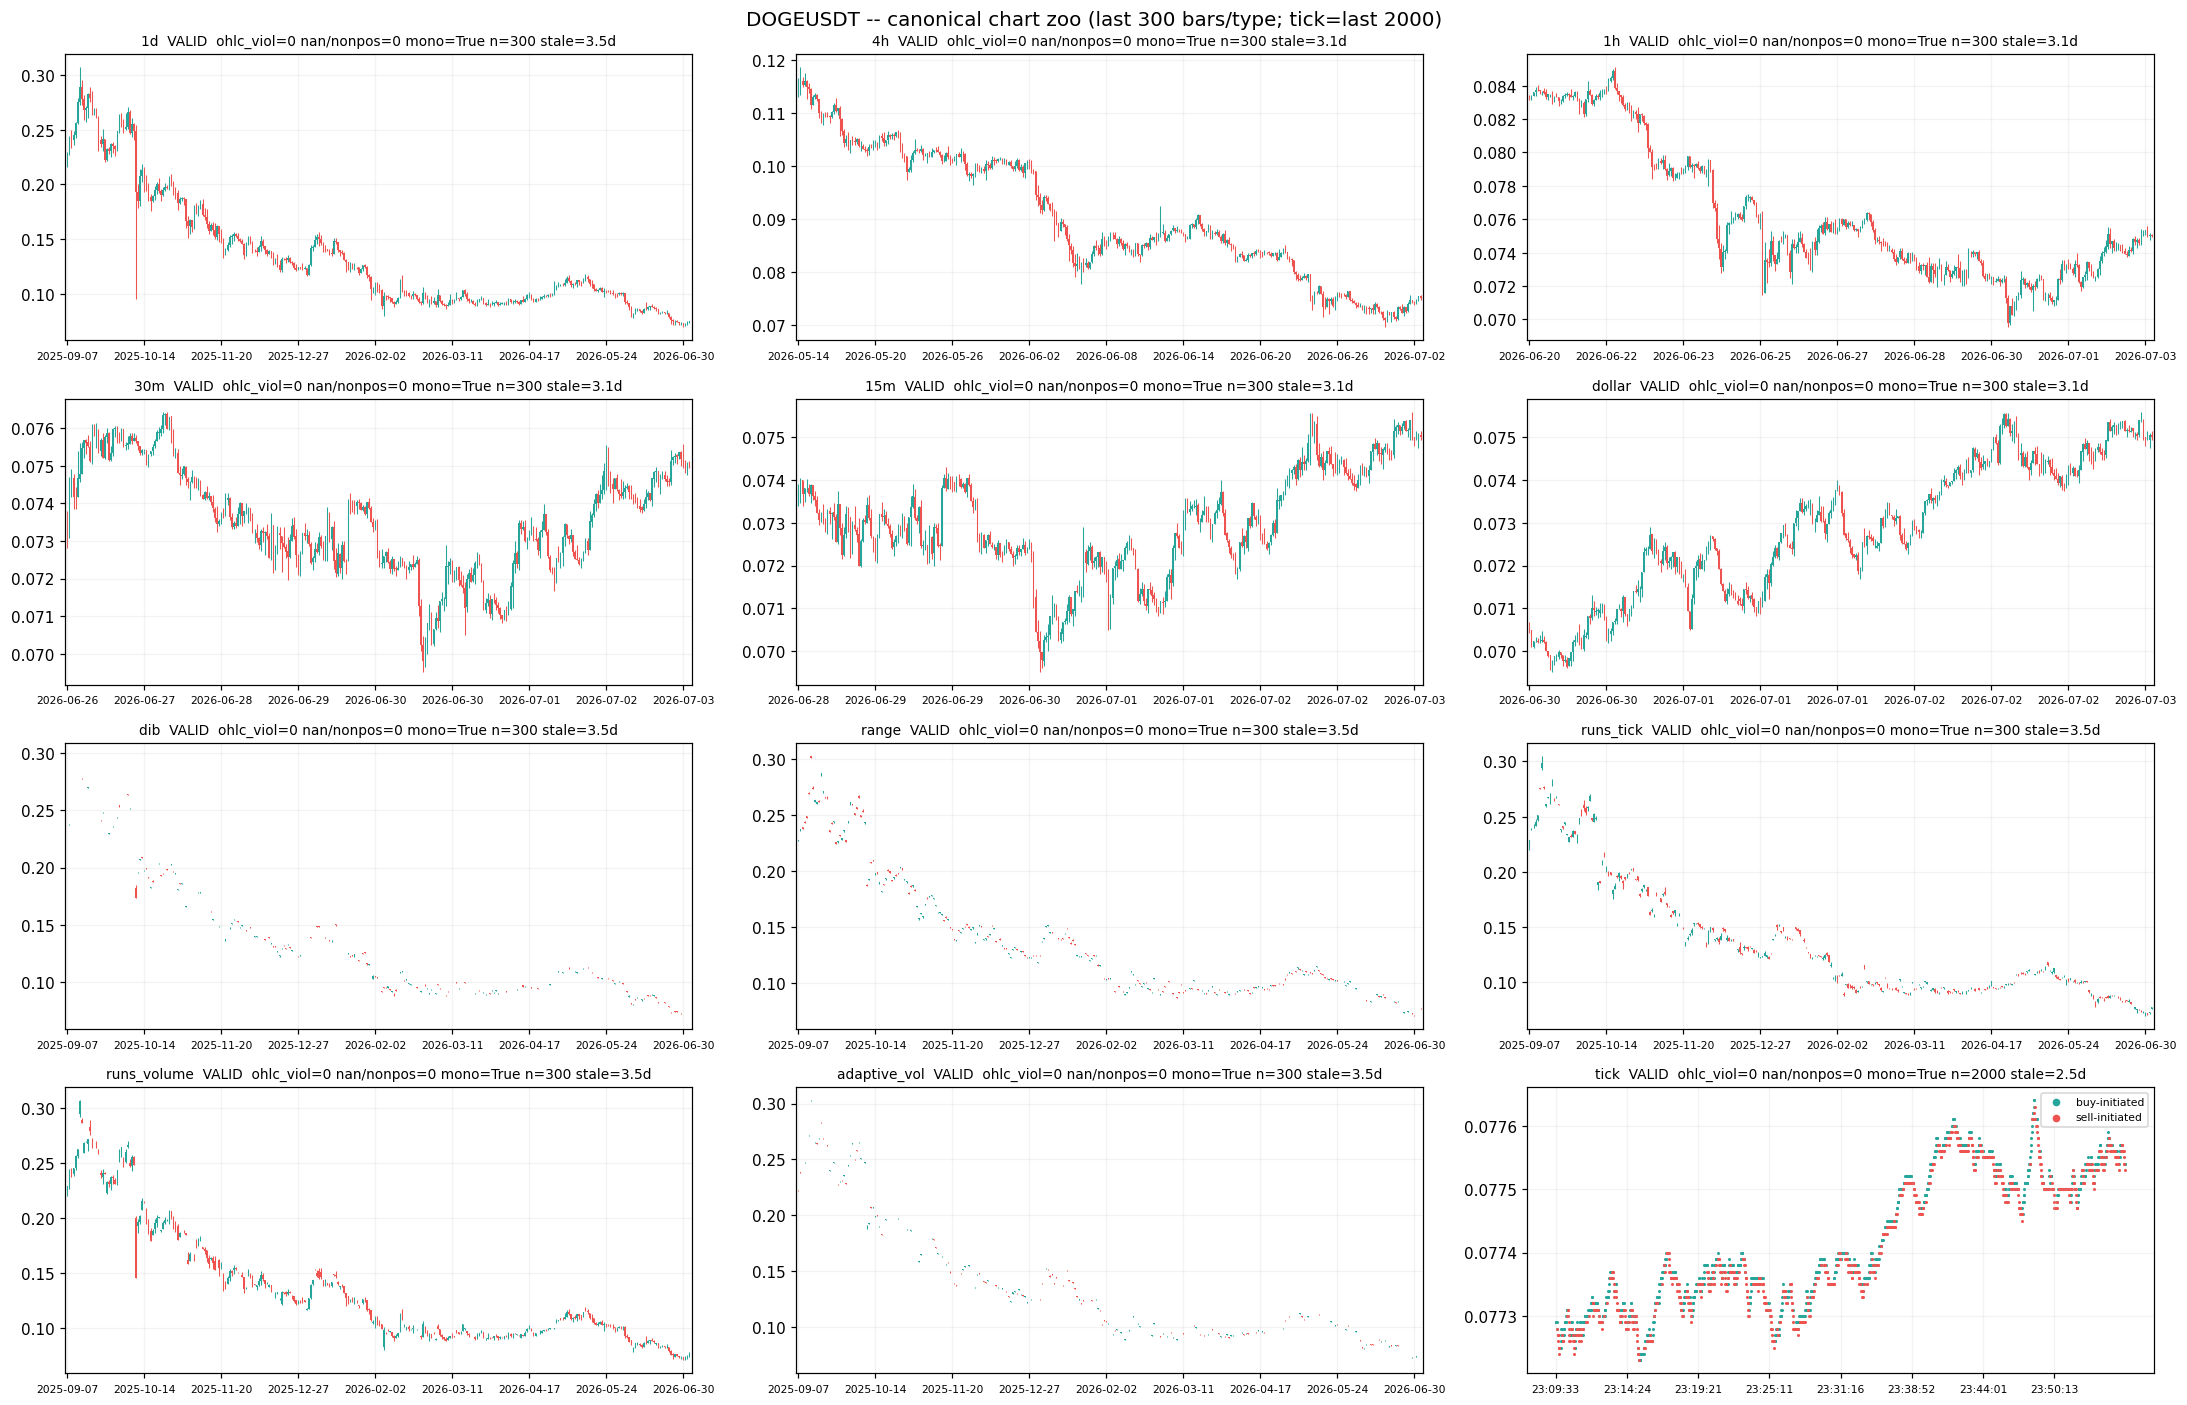 DOGEUSDT -- canonical chart zoo (last 300 bars/type; tick=last 2000)
1d  VALID  ohlc_viol=0 nan/nonpos=0 mono=True n=300 stale=3.5d
0.30
0.25
0.20
0.15
0.10
2025-09-07 2025-10-14 2025-11-20 2025-12-27 2026-02-02 2026-03-11 2026-04-17 2026-05-24 2026-06-30
4h  VALID  ohlc_viol=0 nan/nonpos=0 mono=True n=300 stale=3.1d
0.12
0.11
0.10
0.09
0.08
0.07
2026-05-14 2026-05-20 2026-05-26 2026-06-02 2026-06-08 2026-06-14 2026-06-20 2026-06-26 2026-07-02
1h  VALID  ohlc_viol=0 nan/nonpos=0 mono=True n=300 stale=3.1d
0.084
0.082
0.080
0.078
0.076
0.074
0.072
0.070
2026-06-20 2026-06-22 2026-06-23 2026-06-25 2026-06-27 2026-06-28 2026-06-30 2026-07-01 2026-07-03
30m  VALID  ohlc_viol=0 nan/nonpos=0 mono=True n=300 stale=3.1d
0.076
0.075
0.074
0.073
0.072
0.071
0.070
2026-06-26 2026-06-27 2026-06-28 2026-06-29 2026-06-30 2026-06-30 2026-07-01 2026-07-02 2026-07-03
15m  VALID  ohlc_viol=0 nan/nonpos=0 mono=True n=300 stale=3.1d
0.075
0.074
0.073
0.072
0.071
0.070
2026-06-28 2026-06-29 2026-06-29 2026-06-30 2026-07-01 2026-07-01 2026-07-02 2026-07-02 2026-07-03
dollar  VALID  ohlc_viol=0 nan/nonpos=0 mono=True n=300 stale=3.1d
0.075
0.074
0.073
0.072
0.071
0.070
2026-06-30 2026-06-30 2026-07-01 2026-07-01 2026-07-01 2026-07-02 2026-07-02 2026-07-02 2026-07-03
dib  VALID  ohlc_viol=0 nan/nonpos=0 mono=True n=300 stale=3.5d
0.30
0.25
0.20
0.15
0.10
2025-09-07 2025-10-14 2025-11-20 2025-12-27 2026-02-02 2026-03-11 2026-04-17 2026-05-24 2026-06-30
range  VALID  ohlc_viol=0 nan/nonpos=0 mono=True n=300 stale=3.5d
0.30
0.25
0.20
0.15
0.10
2025-09-07 2025-10-14 2025-11-20 2025-12-27 2026-02-02 2026-03-11 2026-04-17 2026-05-24 2026-06-30
runs_tick  VALID  ohlc_viol=0 nan/nonpos=0 mono=True n=300 stale=3.5d
0.30
0.25
0.20
0.15
0.10
2025-09-07 2025-10-14 2025-11-20 2025-12-27 2026-02-02 2026-03-11 2026-04-17 2026-05-24 2026-06-30
runs_volume  VALID  ohlc_viol=0 nan/nonpos=0 mono=True n=300 stale=3.5d
0.30
0.25
0.20
0.15
0.10
2025-09-07 2025-10-14 2025-11-20 2025-12-27 2026-02-02 2026-03-11 2026-04-17 2026-05-24 2026-06-30
adaptive_vol  VALID  ohlc_viol=0 nan/nonpos=0 mono=True n=300 stale=3.5d
0.30
0.25
0.20
0.15
0.10
2025-09-07 2025-10-14 2025-11-20 2025-12-27 2026-02-02 2026-03-11 2026-04-17 2026-05-24 2026-06-30
tick  VALID  ohlc_viol=0 nan/nonpos=0 mono=True n=2000 stale=2.5d
buy-initiated
sell-initiated
0.0776
0.0775
0.0774
0.0773
23:09:33 23:14:24 23:19:21 23:25:11 23:31:16 23:38:52 23:44:01 23:50:13